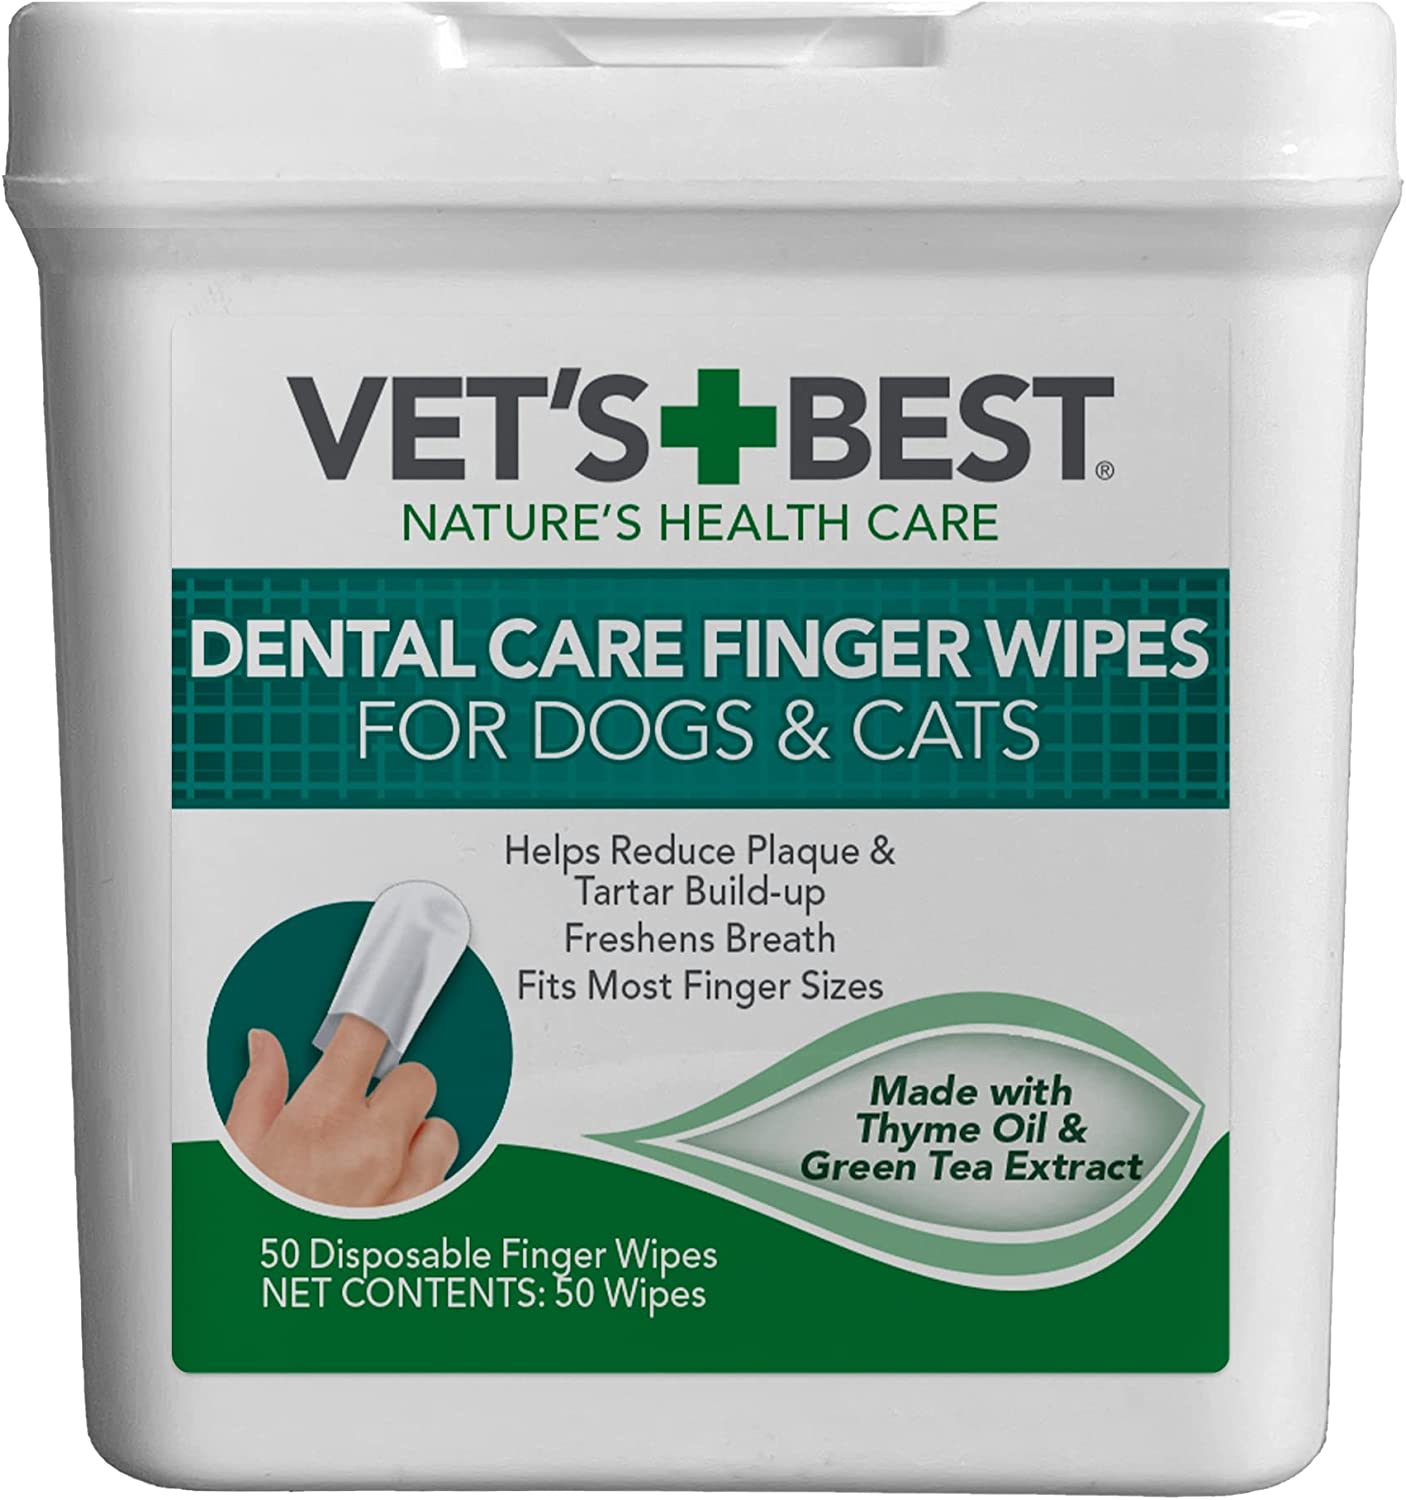 VET'S+BEST®
NATURE'S HEALTH CARE
DENTAL CARE FINGER WIPES
FOR DOGS & CATS
Helps Reduce Plaque &
Tartar Build-up
Freshens Breath
Fits Most Finger Sizes
Made with
Thyme Oil &
Green Tea Extract
50 Disposable Finger Wipes
NET CONTENTS: 50 Wipes